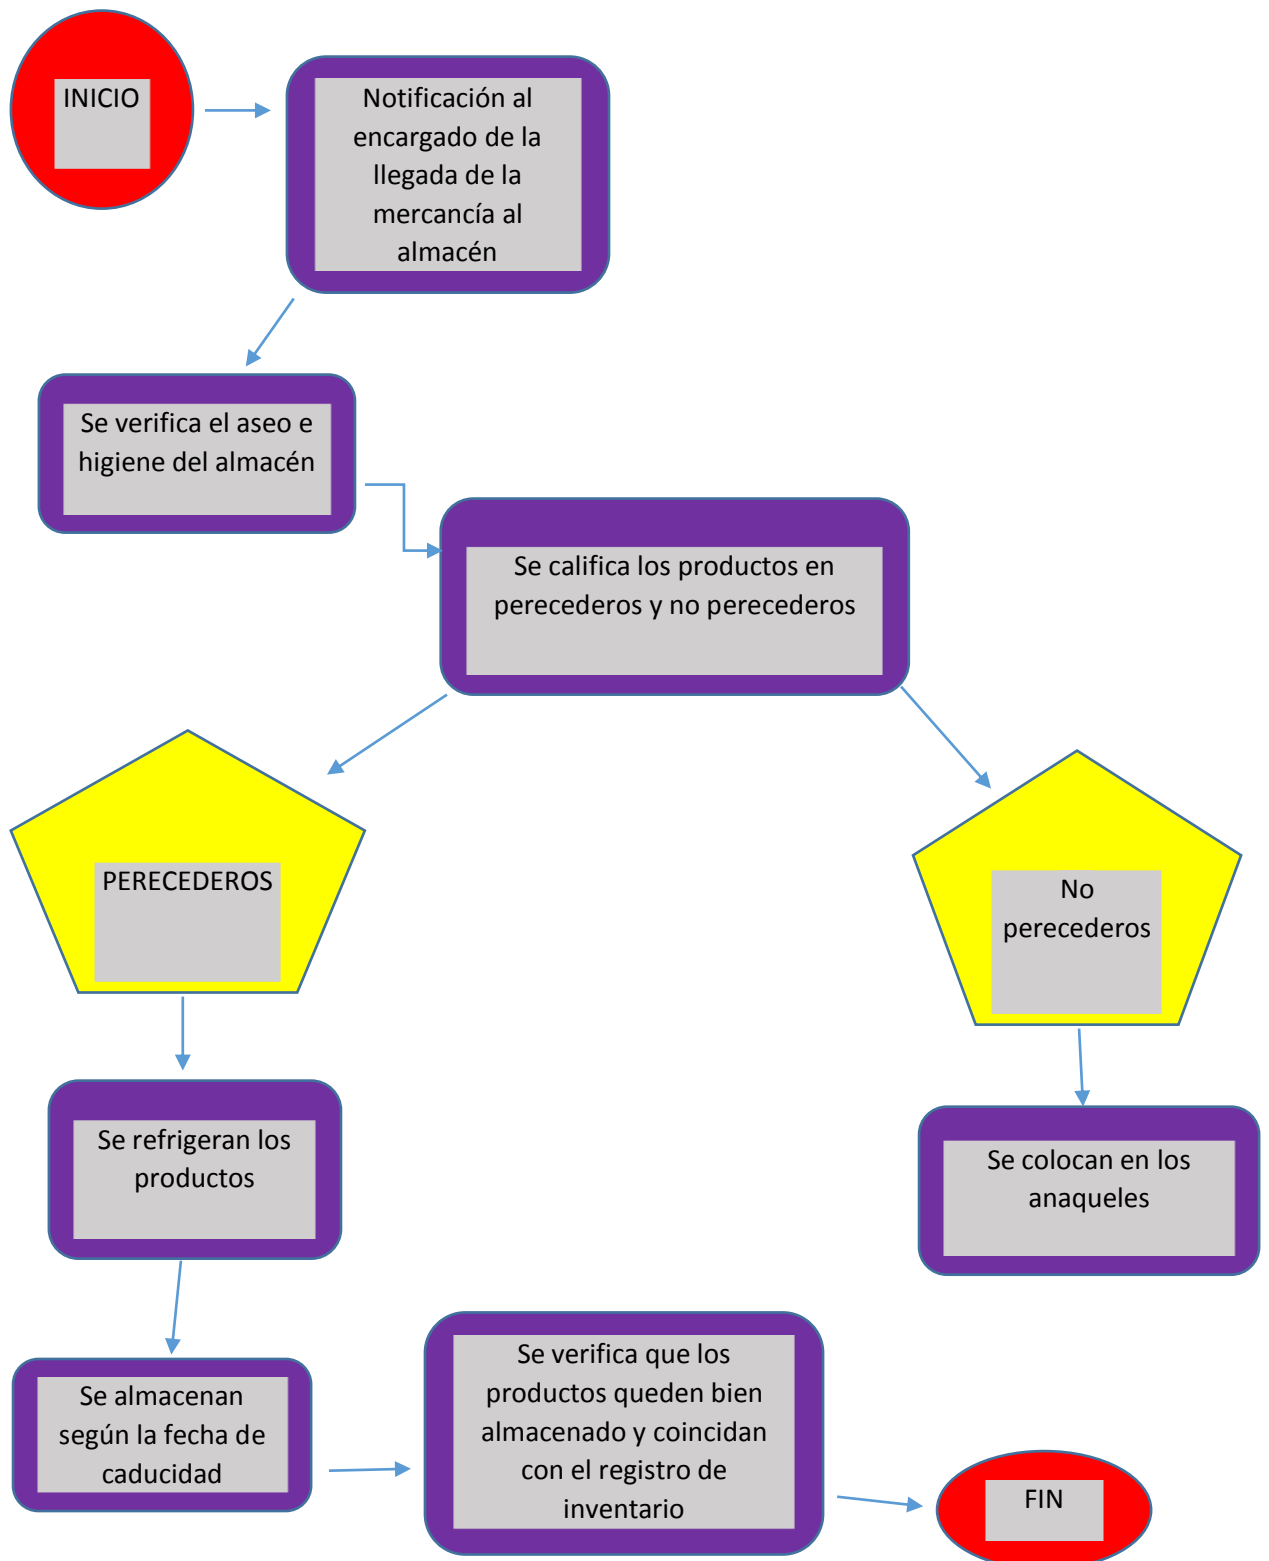 INICIO
Notificación al
encargado de la
llegada de la
mercancía al
almacén
Se verifica el aseo e
higiene del almacén
Se califica los productos en
perecederos y no perecederos
PERECEDEROS
No
perecederos
Se refrigeran los
productos
Se colocan en los
anaqueles
Se almacenan
según la fecha de
caducidad
Se verifica que los
productos queden bien
almacenado y coincidan
con el registro de
inventario
FIN